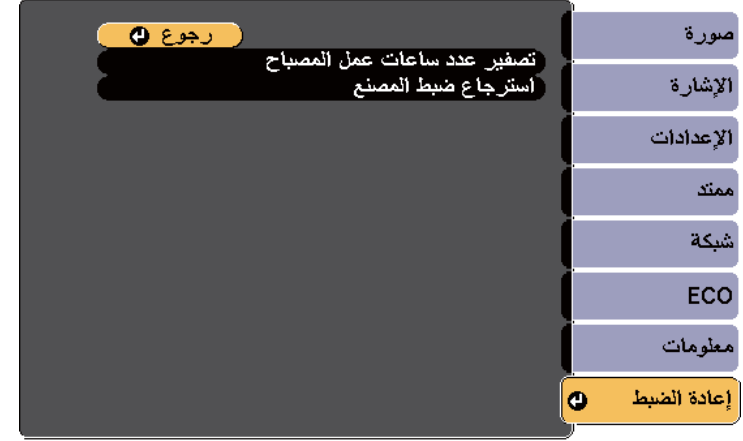 صورة
الإشارة
الإعدادات
ممتد
شبكة
ECO
معلومات
إعادة الضبط
رجوع
تصفير عدد ساعات عمل المصباح
استرجاع ضبط المصنع